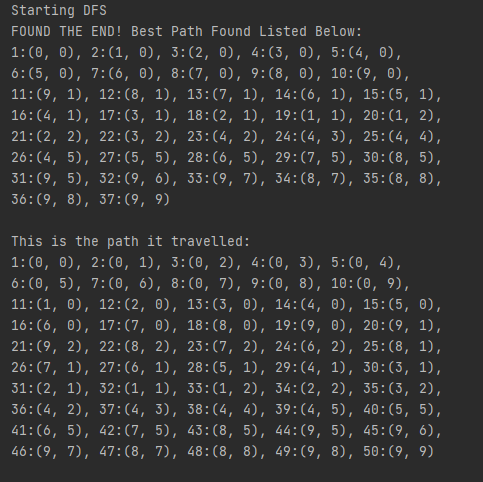 Starting DFS
FOUND THE END! Best Path Found Listed Below:
1:(0, 0), 2:(1, 0), 3:(2, 0), 4:(3, 0), 5:(4, 0),
6:(5, 0), 7:(6, 0), 8:(7, 0), 9:(8, 0), 10:(9, 0),
11:(9, 1), 12:(8, 1), 13:(7, 1), 14:(6, 1), 15:(5, 1),
16:(4, 1), 17:(3, 1), 18:(2, 1), 19:(1, 1), 20:(1, 2),
21:(2, 2), 22:(3, 2), 23:(4, 2), 24:(4, 3), 25:(4, 4),
26:(4, 5), 27:(5, 5), 28:(6, 5), 29:(7, 5), 30:(8, 5),
31:(9, 5), 32:(9, 6), 33:(9, 7), 34:(8, 7), 35:(8, 8),
36:(9, 8), 37:(9, 9)
This is the path it travelled:
1:(0, 0), 2:(0, 1), 3:(0, 2), 4:(0, 3), 5:(0, 4),
6:(0, 5), 7:(0, 6), 8:(0, 7), 9:(0, 8), 10:(0, 9),
11:(1, 0), 12:(2, 0), 13:(3, 0), 14:(4, 0), 15:(5, 0),
16:(6, 0), 17:(7, 0), 18:(8, 0), 19:(9, 0), 20:(9, 1),
21:(9, 2), 22:(8, 2), 23:(7, 2), 24:(6, 2), 25:(8, 1),
26:(7, 1), 27:(6, 1), 28:(5, 1), 29:(4, 1), 30:(3, 1),
31:(2, 1), 32:(1, 1), 33:(1, 2), 34:(2, 2), 35:(3, 2),
36:(4, 2), 37:(4, 3), 38:(4, 4), 39:(4, 5), 40:(5, 5),
41:(6, 5), 42:(7, 5), 43:(8, 5), 44:(9, 5), 45:(9, 6),
46:(9, 7), 47:(8, 7), 48:(8, 8), 49:(9, 8), 50:(9, 9)